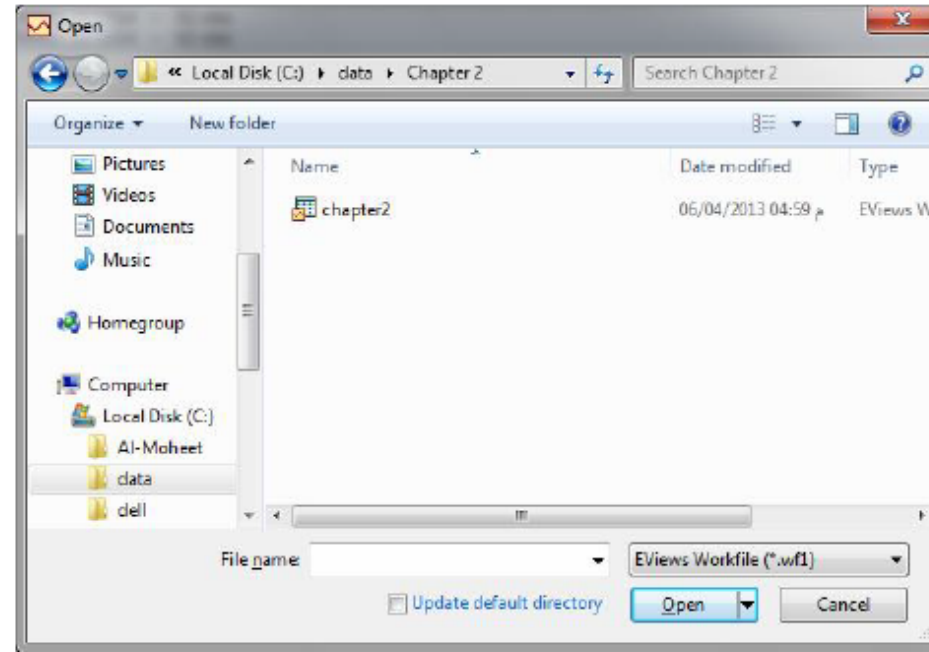 Open
« Local Disk (C:) ▸ data ▸ Chapter 2
Search Chapter 2
Organize New folder
Name Date modified Type
Pictures
Videos
Documents
Music
Homegroup
Computer
Local Disk (C:)
Al-Moheet
data
dell
chapter2 06/04/2013 04:59 م EViews W
File name: EViews Workfile (*.wf1)
Update default directory Open Cancel